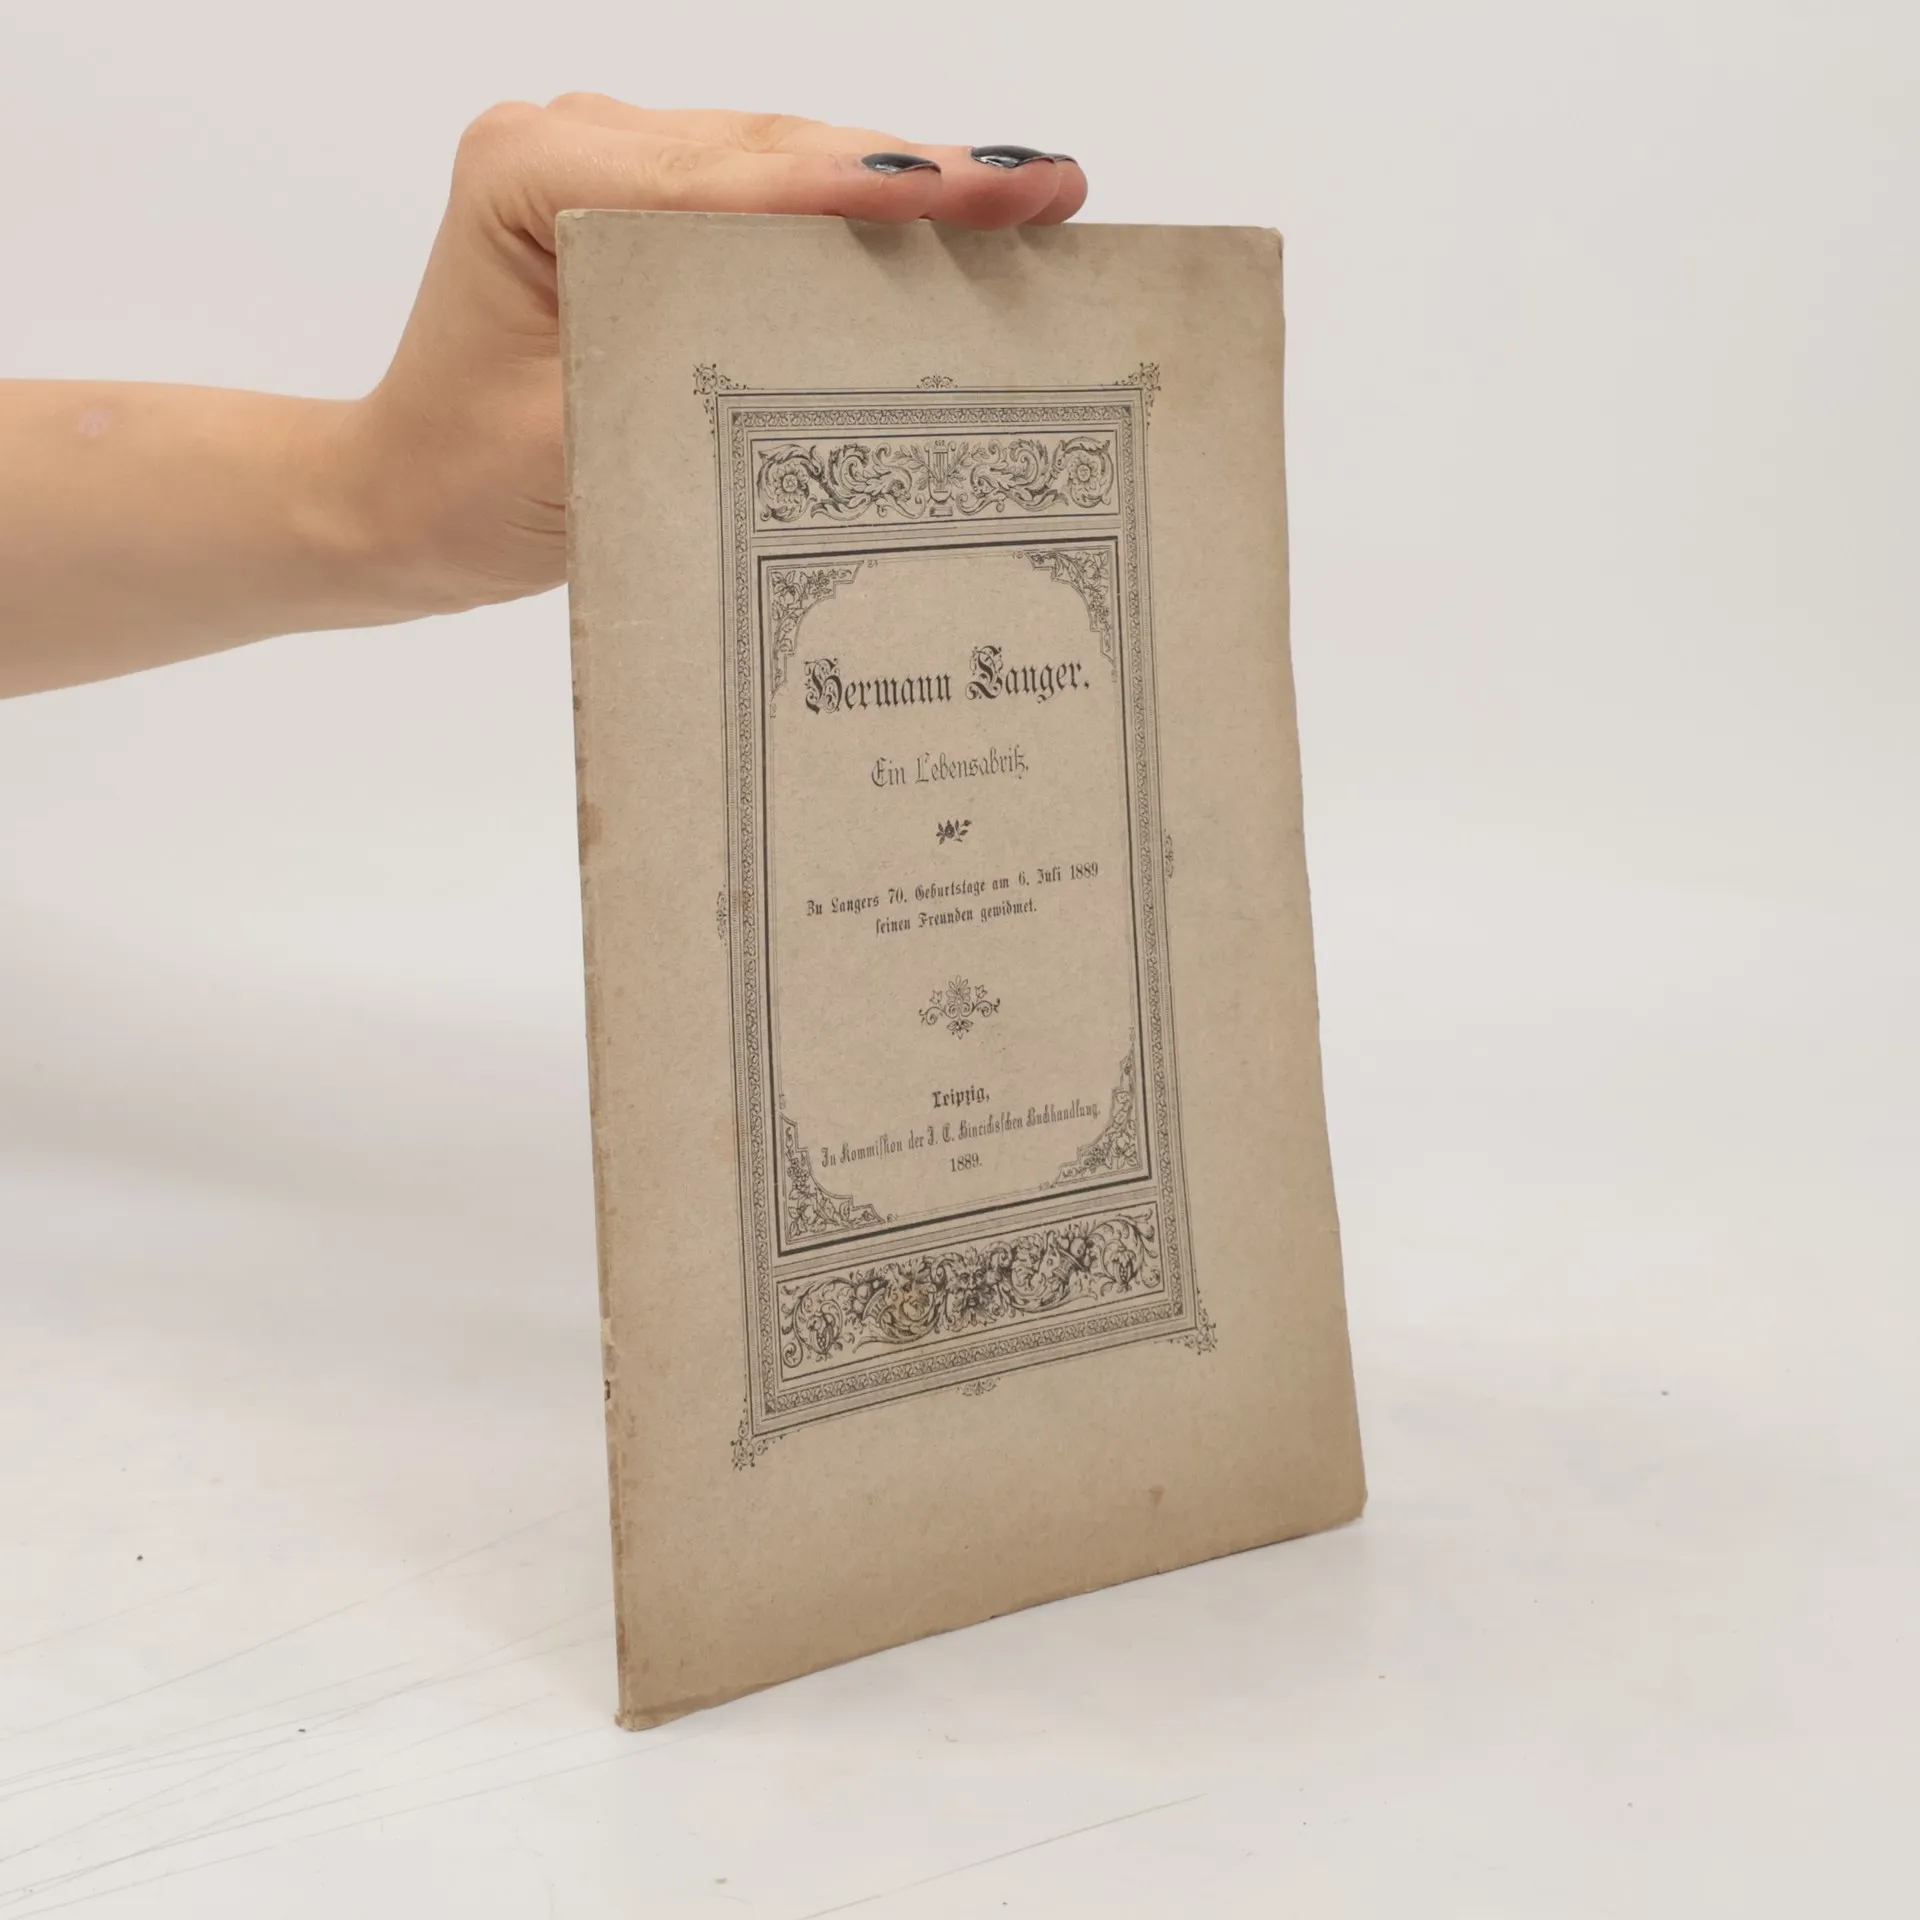 Hermann Langer.
Ein Lebensabriß.
Zu Langers 70. Geburtstage am 6. Juli 1889
seinen Freunden gewidmet.
Leipzig,
In Kommission der J. C. Hinrichsschen Buchhandlung.
1889.